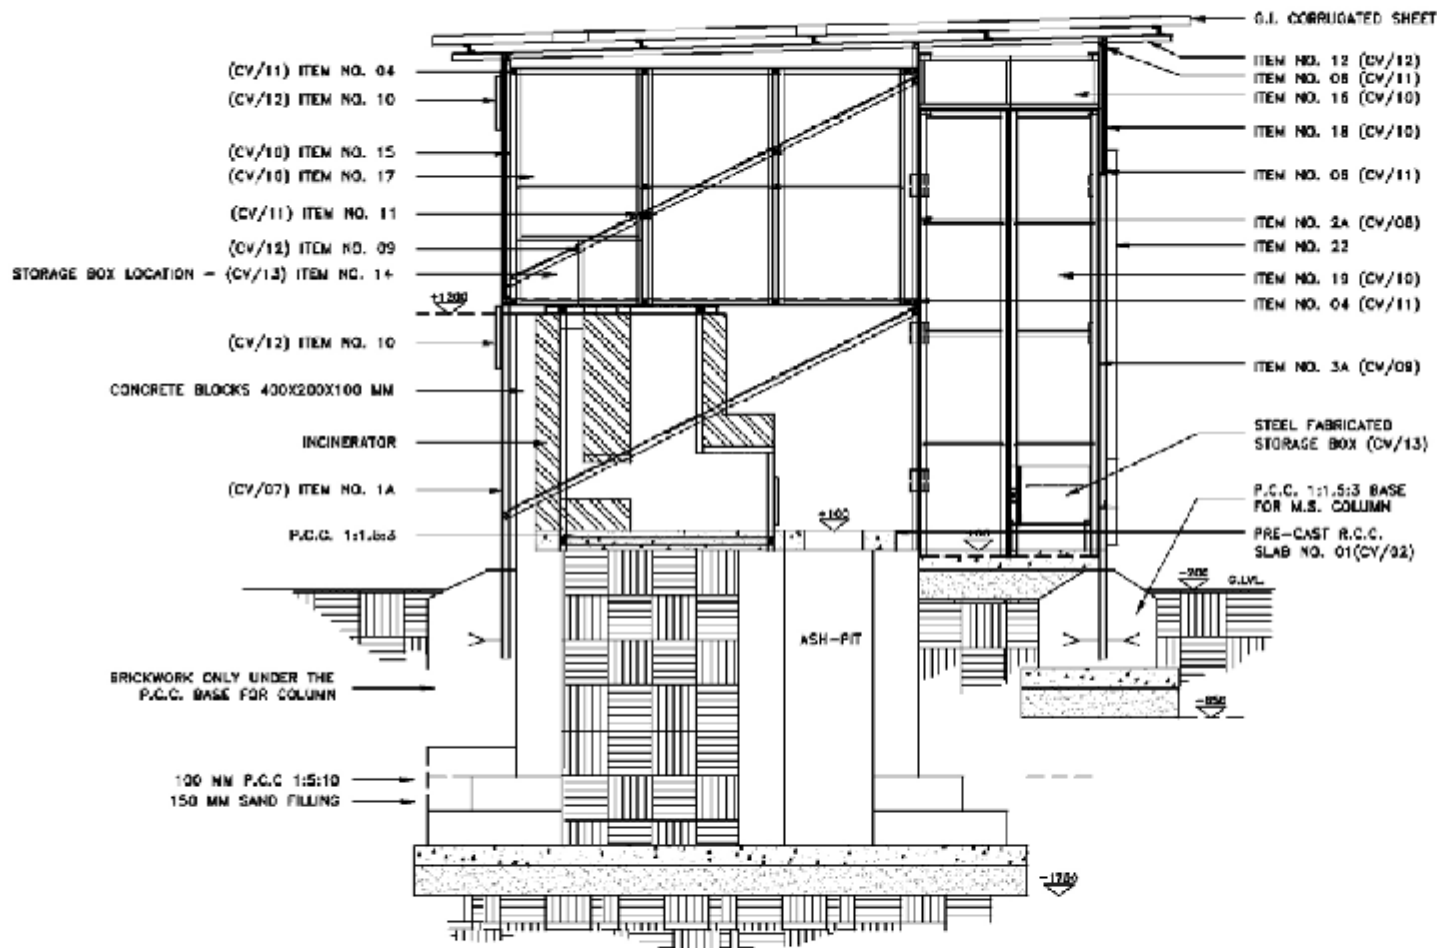 G.I. CORRUGATED SHEET
(CV/11) ITEM NO. 04
(CV/12) ITEM NO. 10
(CV/10) ITEM NO. 15
(CV/10) ITEM NO. 17
(CV/11) ITEM NO. 11
(CV/12) ITEM NO. 09
STORAGE BOX LOCATION - (CV/13) ITEM NO. 14
+1200
(CV/12) ITEM NO. 10
CONCRETE BLOCKS 400X200X100 MM
INCINERATOR
(CV/07) ITEM NO. 1A
P.C.C. 1:1.5:3
BRICKWORK ONLY UNDER THE
P.C.C. BASE FOR COLUMN
100 MM P.C.C 1:5:10
150 MM SAND FILLING
+100
ASH-PIT
ITEM NO. 12 (CV/12)
ITEM NO. 06 (CV/11)
ITEM NO. 16 (CV/10)
ITEM NO. 18 (CV/10)
ITEM NO. 06 (CV/11)
ITEM NO. 2A (CV/08)
ITEM NO. 22
ITEM NO. 19 (CV/10)
ITEM NO. 04 (CV/11)
ITEM NO. 3A (CV/09)
STEEL FABRICATED
STORAGE BOX (CV/13)
P.C.C. 1:1.5:3 BASE
FOR M.S. COLUMN
PRE-CAST R.C.C.
SLAB NO. 01(CV/02)
-200
G.LVL.
-850